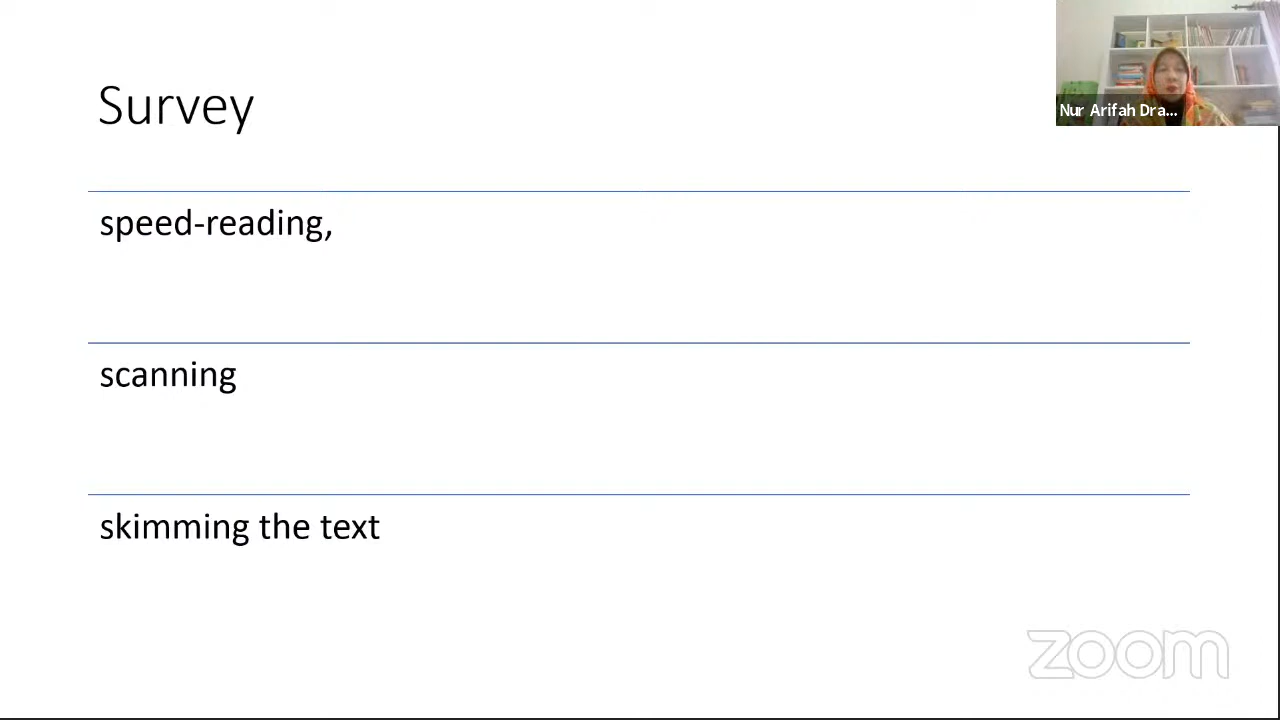 Survey
Nur Arifah Dra...
speed-reading,
scanning
skimming the text
zoom